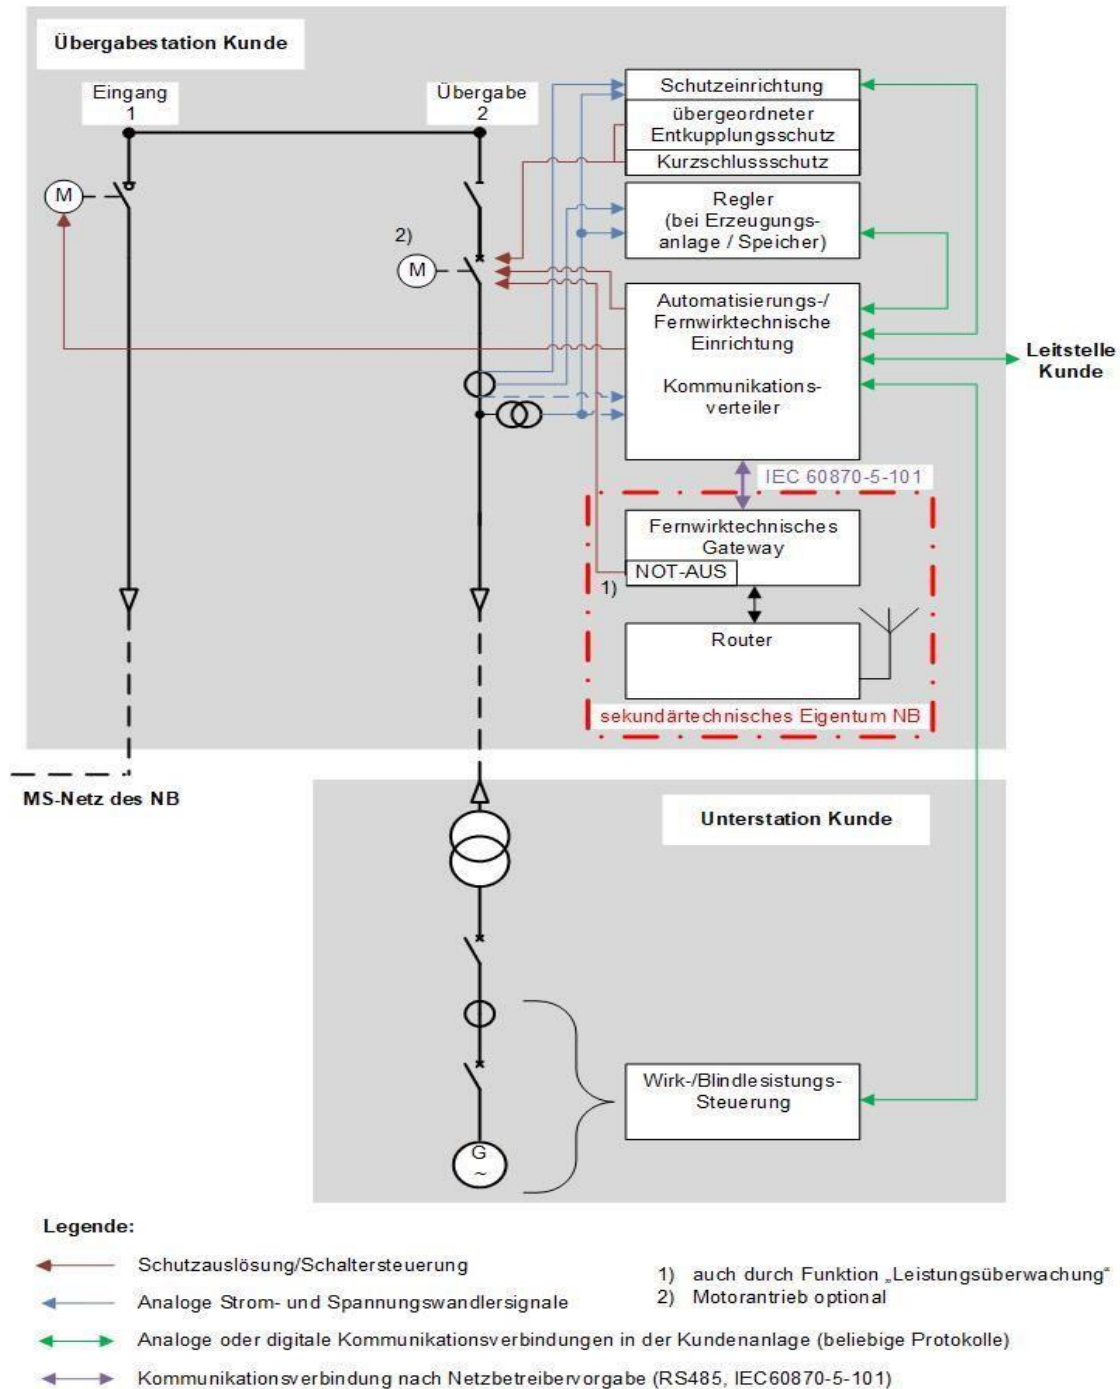 Übergabestation Kunde
Eingang
1
Übergabe
2
Schutzeinrichtung
übergeordneter
Entkupplungsschutz
Kurzschlussschutz
M
Regler
(bei Erzeugungs-
anlage / Speicher)
2)
M
Automatisierungs-/
Fernwirktechnische
Einrichtung
Kommunikations-
verteiler
Leitstelle
Kunde
IEC 60870-5-101
Fernwirktechnisches
Gateway
NOT-AUS
1)
Router
sekundärtechnisches Eigentum NB
MS-Netz des NB
Unterstation Kunde
Wirk-/Blindlesistungs-
Steuerung
G
~
Legende:
Schutzauslösung/Schaltersteuerung
Analoge Strom- und Spannungswandlersignale
1) auch durch Funktion „Leistungsüberwachung“
2) Motorantrieb optional
Analoge oder digitale Kommunikationsverbindungen in der Kundenanlage (beliebige Protokolle)
Kommunikationsverbindung nach Netzbetreibervorgabe (RS485, IEC60870-5-101)